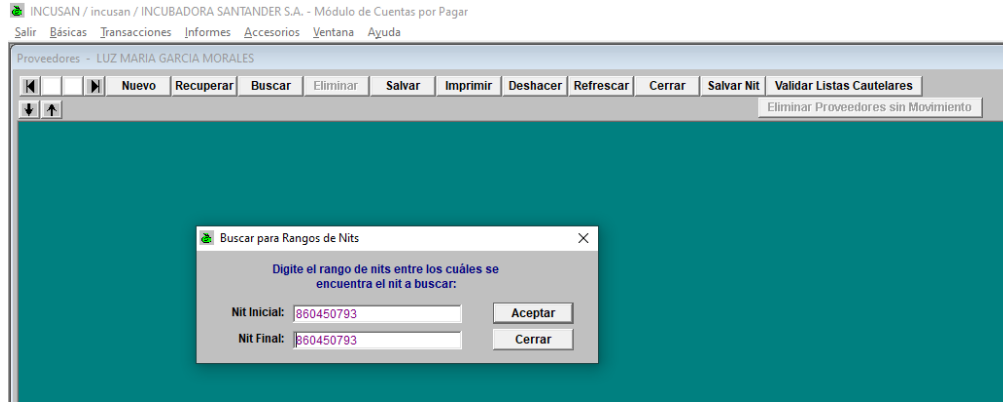 INCUSAN / incusan / INCUBADORA SANTANDER S.A. - Módulo de Cuentas por Pagar
Salir Básicas Transacciones Informes Accesorios Ventana Ayuda
Proveedores - LUZ MARIA GARCIA MORALES
Nuevo Recuperar Buscar Eliminar Salvar Imprimir Deshacer Refrescar Cerrar Salvar Nit Validar Listas Cautelares
Eliminar Proveedores sin Movimiento
Buscar para Rangos de Nits
Digite el rango de nits entre los cuáles se
encuentra el nit a buscar:
Nit Inicial: 860450793 Aceptar
Nit Final: 860450793 Cerrar